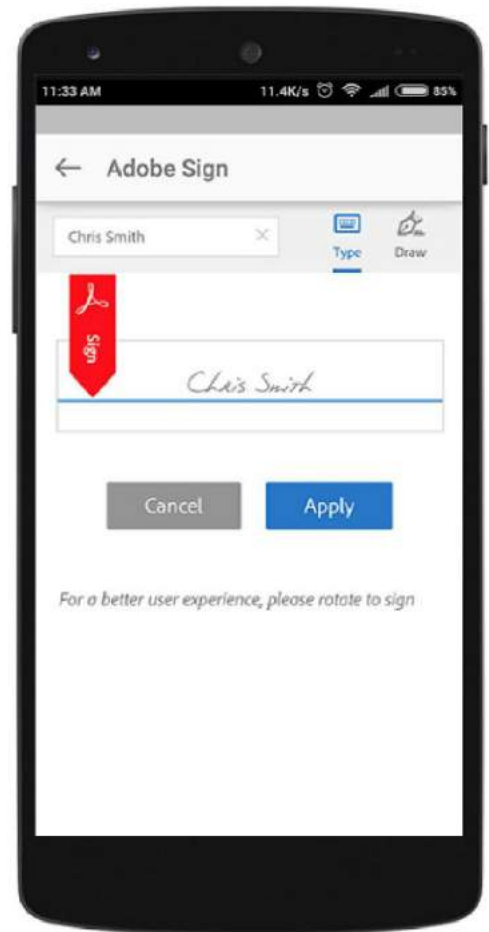 11:33 AM 11.4K/s 85%
Adobe Sign
Chris Smith
Type Draw
Sign
Chris Smith
Cancel Apply
For a better user experience, please rotate to sign